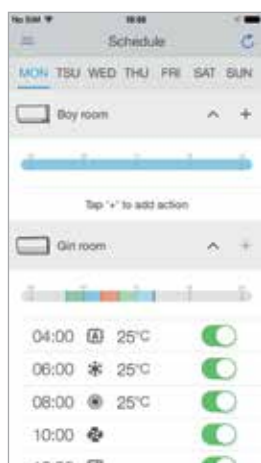 No SIM
Schedule
MON TSU WED THU FRI SAT SUN
Boy room
Tap '+' to add action
Girl room
04:00 A 25°C
06:00 25°C
08:00 25°C
10:00